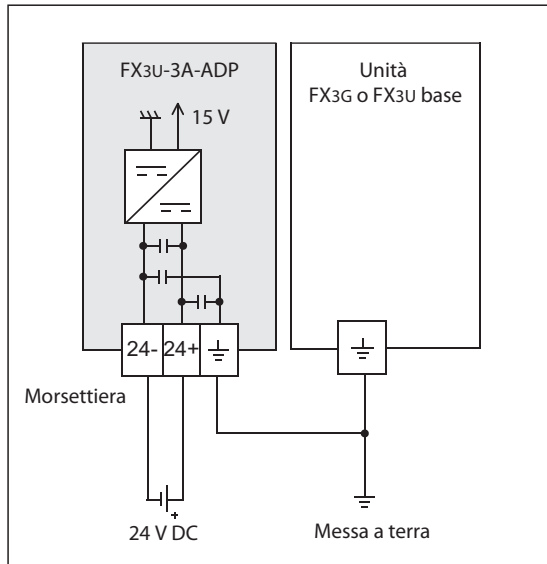 FX3U-3A-ADP
15 V
Unità
FX3G o FX3U base
24-
24+
Morsettiera
24 V DC
+
Messa a terra